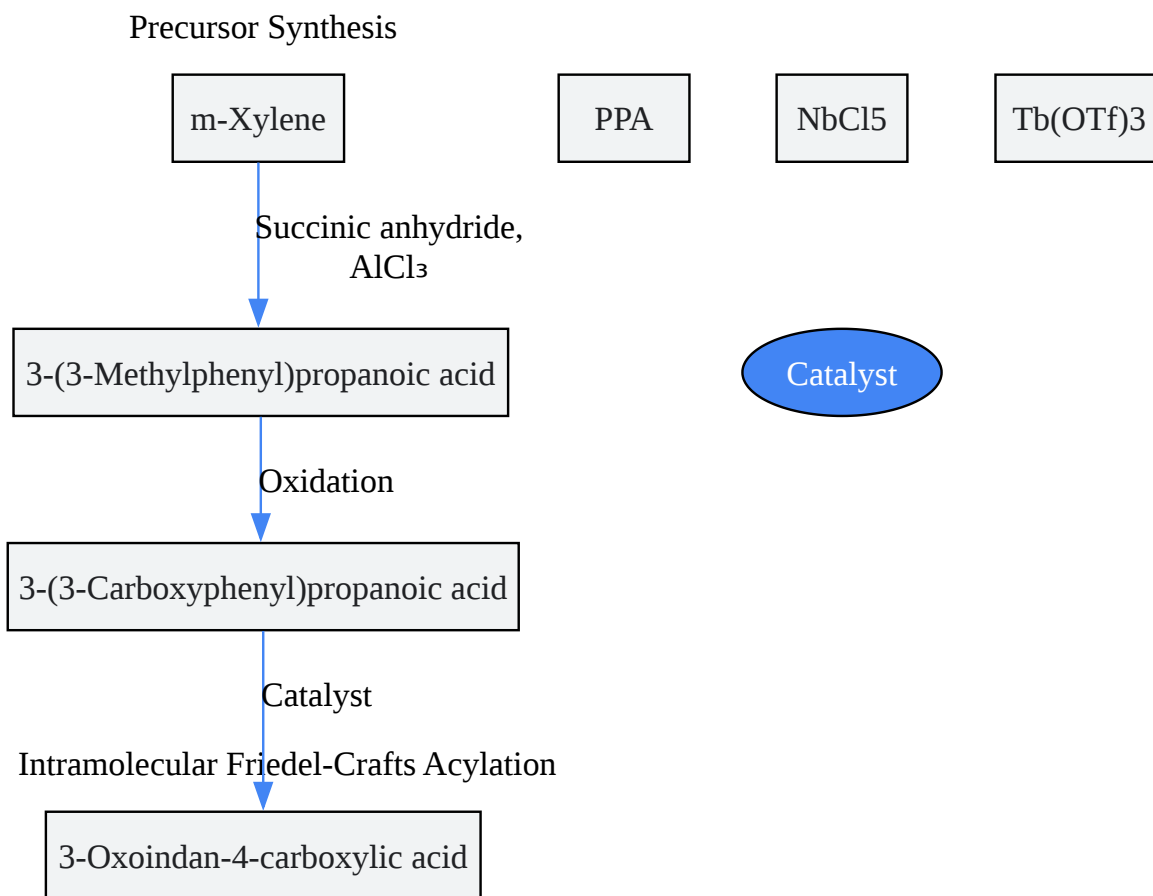 Precursor Synthesis
m-Xylene
PPA
NbCl5
Tb(OTf)3
Succinic anhydride,
AlCl₃
3-(3-Methylphenyl)propanoic acid
Catalyst
Oxidation
3-(3-Carboxyphenyl)propanoic acid
Catalyst
Intramolecular Friedel-Crafts Acylation
3-Oxoindan-4-carboxylic acid